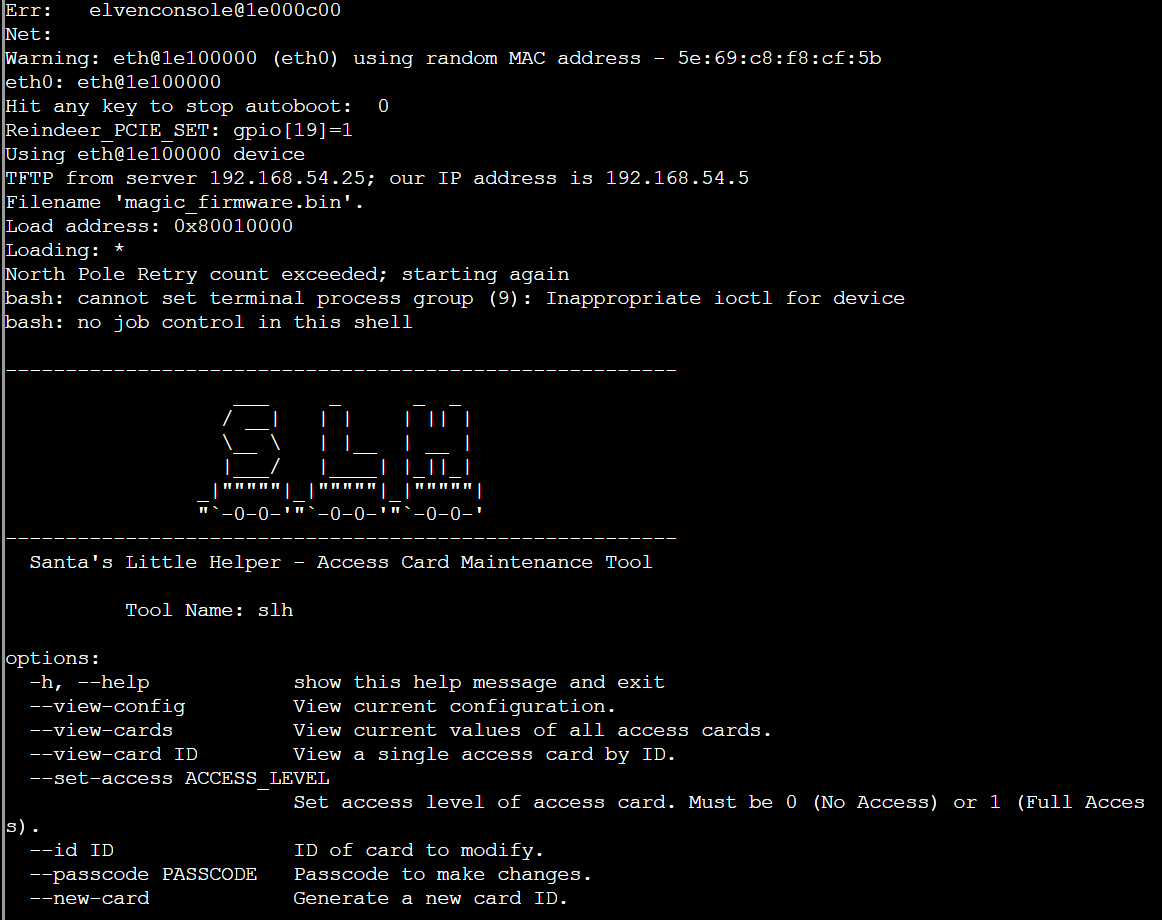 Err:   elvenconsole@1e000c00
Net:
Warning: eth@1e100000 (eth0) using random MAC address - 5e:69:c8:f8:cf:5b
eth0: eth@1e100000
Hit any key to stop autoboot:  0
Reindeer_PCIE_SET: gpio[19]=1
Using eth@1e100000 device
TFTP from server 192.168.54.25; our IP address is 192.168.54.5
Filename 'magic_firmware.bin'.
Load address: 0x80010000
Loading: *
North Pole Retry count exceeded; starting again
bash: cannot set terminal process group (9): Inappropriate ioctl for device
bash: no job control in this shell
--------------------------------------------------------
                   ___     _      _  _
                  / __|   | |    | || |
                  \__ \   | |__  | __ |
                  |___/   |____| |_||_|
                _|"""""|_|"""""|_|"""""|
                "`-0-0-'"`-0-0-'"`-0-0-'
--------------------------------------------------------
  Santa's Little Helper - Access Card Maintenance Tool
          Tool Name: slh
options:
  -h, --help            show this help message and exit
  --view-config         View current configuration.
  --view-cards          View current values of all access cards.
  --view-card ID        View a single access card by ID.
  --set-access ACCESS_LEVEL
                        Set access level of access card. Must be 0 (No Access) or 1 (Full Acces
s).
  --id ID               ID of card to modify.
  --passcode PASSCODE   Passcode to make changes.
  --new-card            Generate a new card ID.